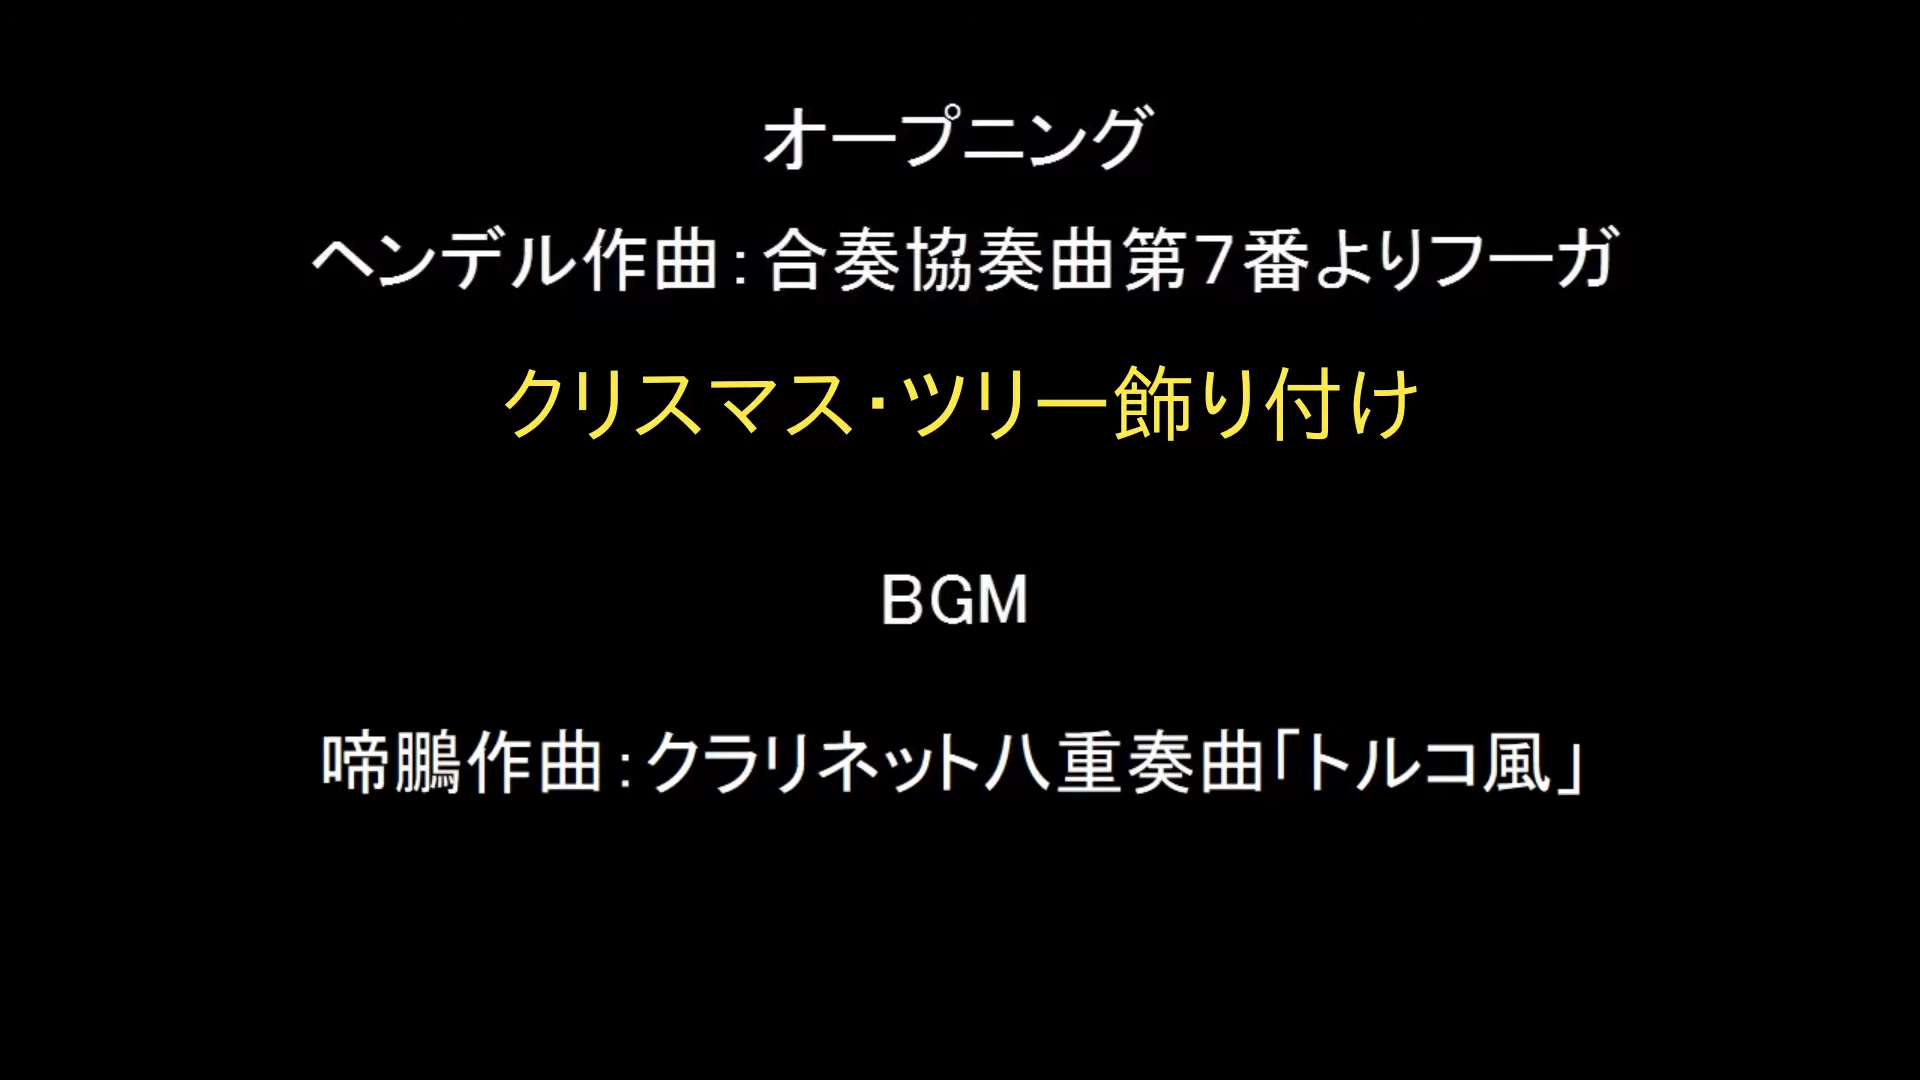 オープニング
ヘンデル作曲：合奏協奏曲第７番よりフーガ
クリスマス・ツリー飾り付け
BGM
啼鵬作曲：クラリネット八重奏曲「トルコ風」